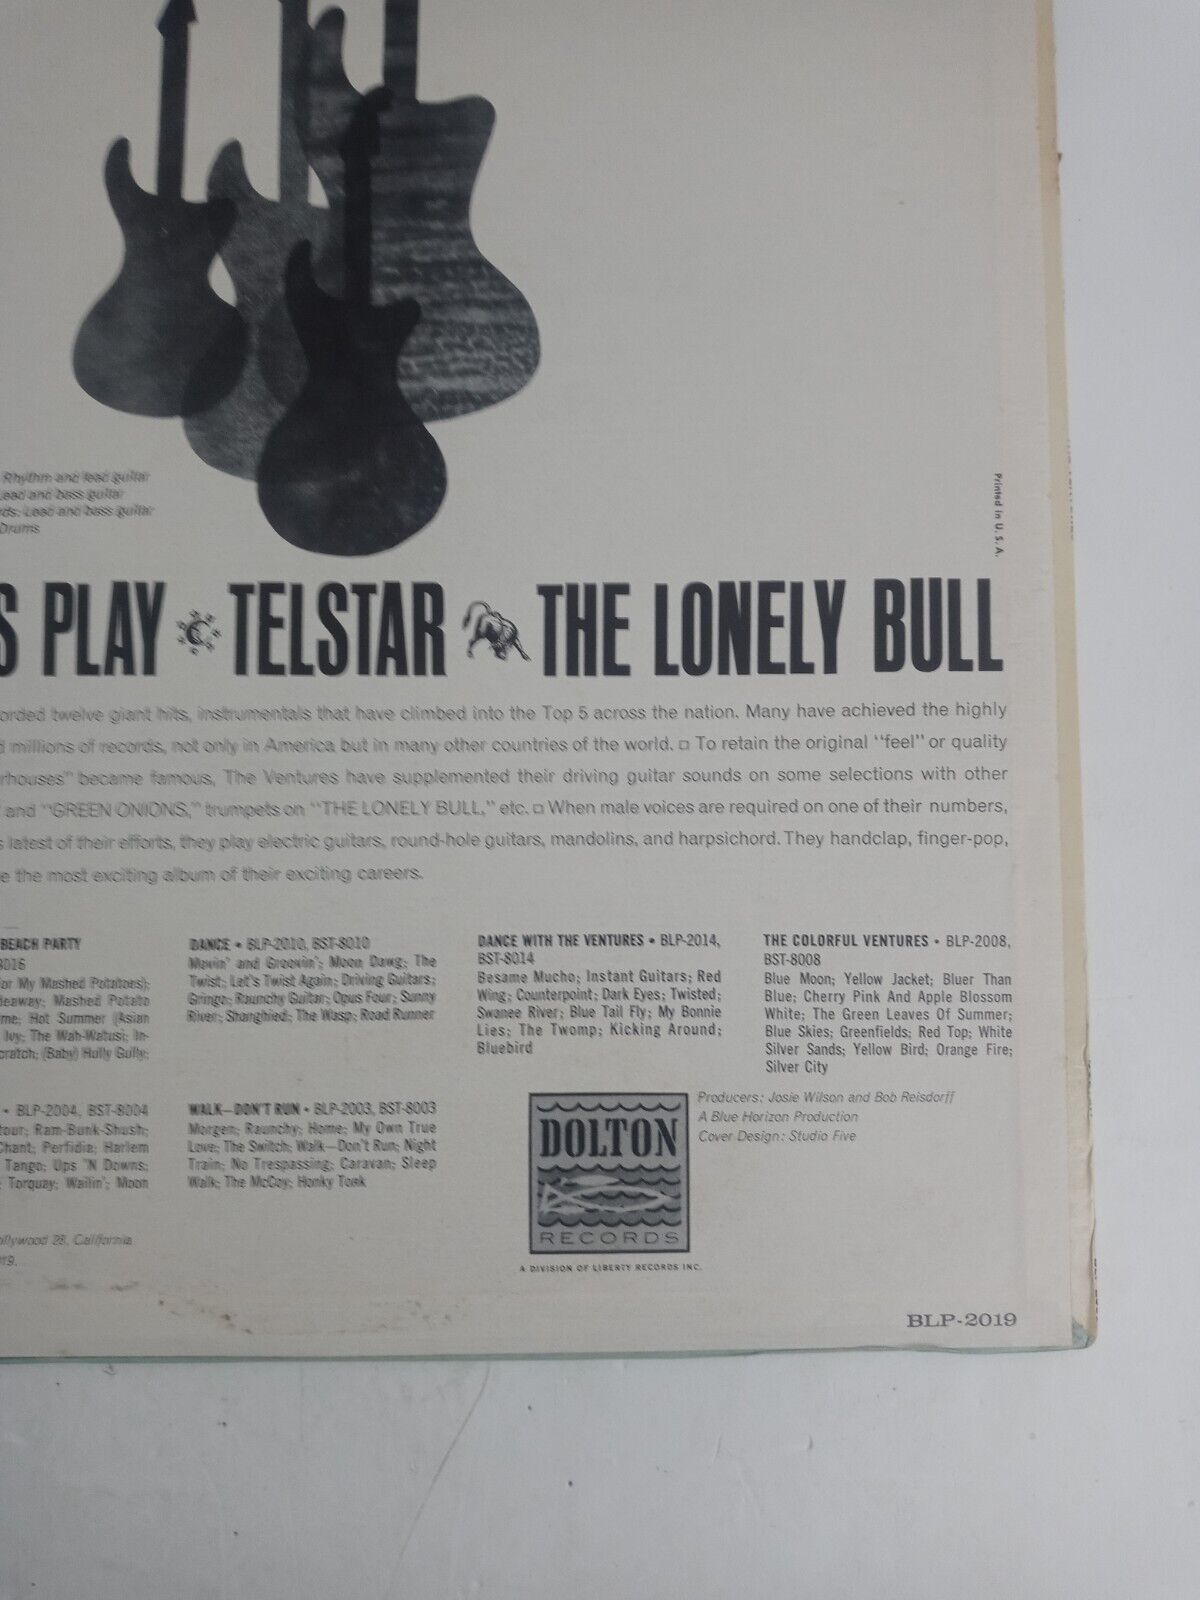 Rhythm and lead guitar
Lead and bass guitar
rds: Lead and bass guitar
Drums
Printed in U.S.A.
S PLAY TELSTAR THE LONELY BULL
orded twelve giant hits, instrumentals that have climbed into the Top 5 across the nation. Many have achieved the highly
d millions of records, not only in America but in many other countries of the world. □ To retain the original "feel" or quality
rhouses" became famous, The Ventures have supplemented their driving guitar sounds on some selections with other
and "GREEN ONIONS," trumpets on "THE LONELY BULL," etc. □ When male voices are required on one of their numbers,
s latest of their efforts, they play electric guitars, round-hole guitars, mandolins, and harpsichord. They handclap, finger-pop,
e the most exciting album of their exciting careers.
BEACH PARTY
8016
or My Mashed Potatoes);
deaway; Mashed Potato
me; Hot Summer (Asian
Ivy; The Wah-Watusi; In-
cratch; (Baby) Hully Gully;
DANCE • BLP-2010, BST-8010
Movin' and Groovin'; Moon Dawg; The
Twist; Let's Twist Again; Driving Guitars;
Gringo; Raunchy Guitar; Opus Four; Sunny
River; Shanghied; The Wasp; Road Runner
DANCE WITH THE VENTURES • BLP-2014,
BST-8014
Besame Mucho; Instant Guitars; Red
Wing; Counterpoint; Dark Eyes; Twisted;
Swanee River; Blue Tail Fly; My Bonnie
Lies; The Twomp; Kicking Around;
Bluebird
THE COLORFUL VENTURES • BLP-2008,
BST-8008
Blue Moon; Yellow Jacket; Bluer Than
Blue; Cherry Pink And Apple Blossom
White; The Green Leaves Of Summer;
Blue Skies; Greenfields; Red Top; White
Silver Sands; Yellow Bird; Orange Fire;
Silver City
• BLP-2004, BST-8004
tour; Ram-Bunk-Shush;
Chant; Perfidia; Harlem
Tango; Ups 'N Downs;
; Torquay; Wailin'; Moon
WALK—DON'T RUN • BLP-2003, BST-8003
Morgen; Raunchy; Home; My Own True
Love; The Switch; Walk—Don't Run; Night
Train; No Trespassing; Caravan; Sleep
Walk; The McCoy; Honky Tonk
DOLTON
RECORDS
A DIVISION OF LIBERTY RECORDS INC.
Producers: Josie Wilson and Bob Reisdorff
A Blue Horizon Production
Cover Design: Studio Five
ollywood 28, California
19.
BLP-2019